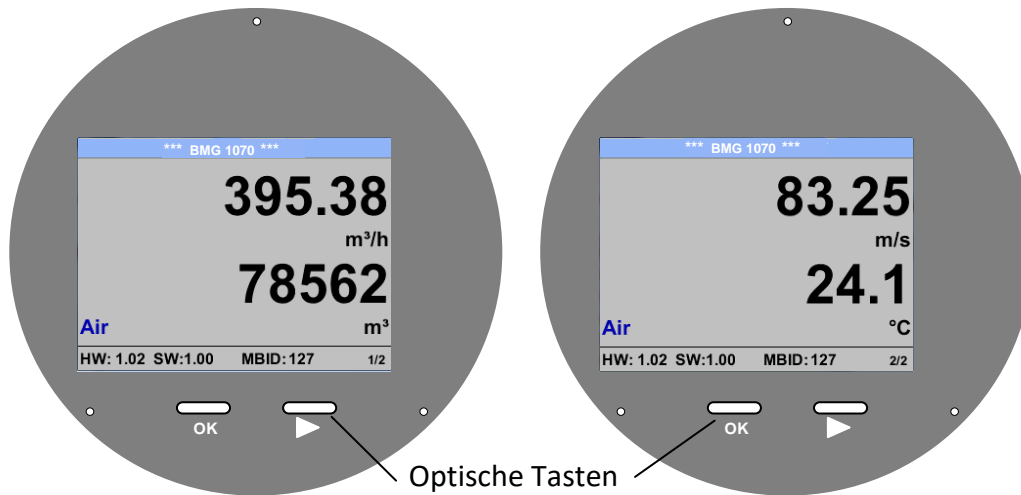 *** BMG 1070 ***
395.38
m³/h
78562
Air m³
HW: 1.02 SW:1.00 MBID:127 1/2
OK
*** BMG 1070 ***
83.25
m/s
24.1
Air °C
HW: 1.02 SW:1.00 MBID:127 2/2
OK
Optische Tasten